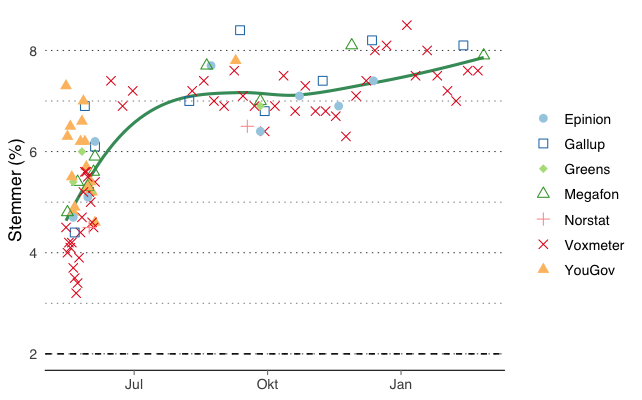 Stemmer (%)
8
6
4
2
Jul
Okt
Jan
Epinion
Gallup
Greens
Megafon
Norstat
Voxmeter
YouGov